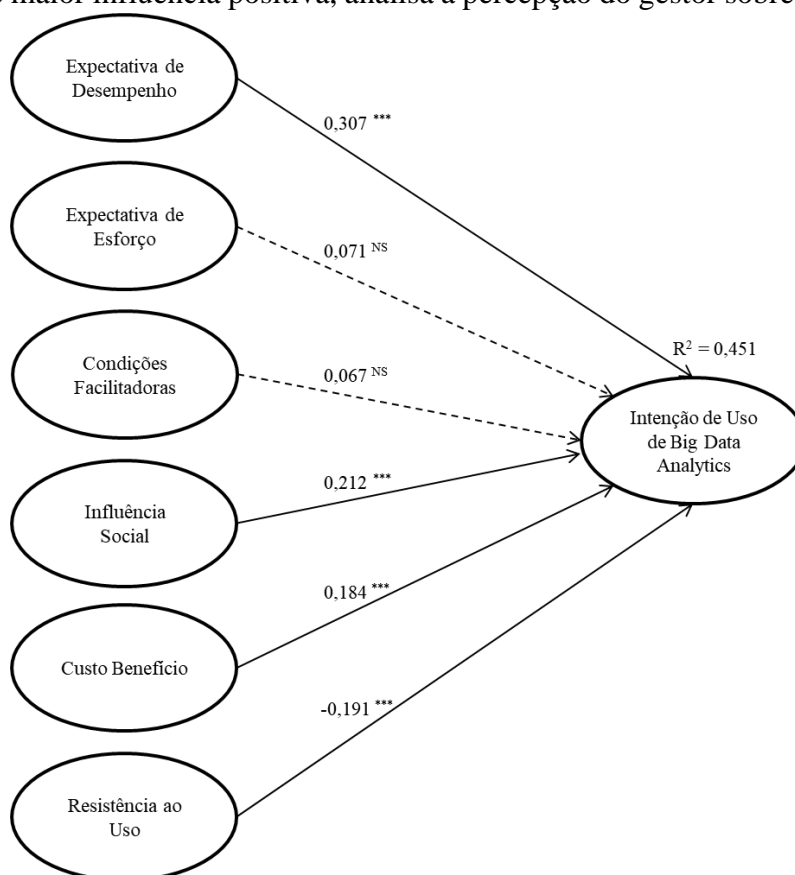 maior influência positiva, analisa a percepção do gestor sobre
Expectativa de
Desempenho
0,307 ***
Expectativa de
Esforço
0,071 NS
Condições
Facilitadoras
0,067 NS
R² = 0,451
Intenção de Uso
de Big Data
Analytics
Influência
Social
0,212 ***
Custo Benefício
0,184 ***
-0,191 ***
Resistência ao
Uso